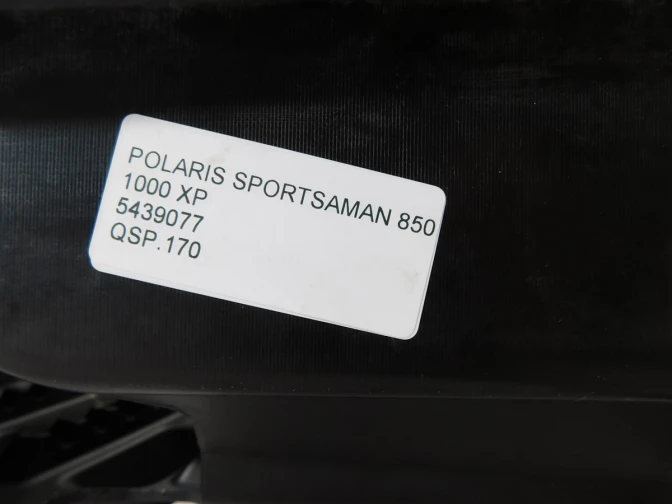 POLARIS SPORTSAMAN 850
1000 XP
5439077
QSP.170